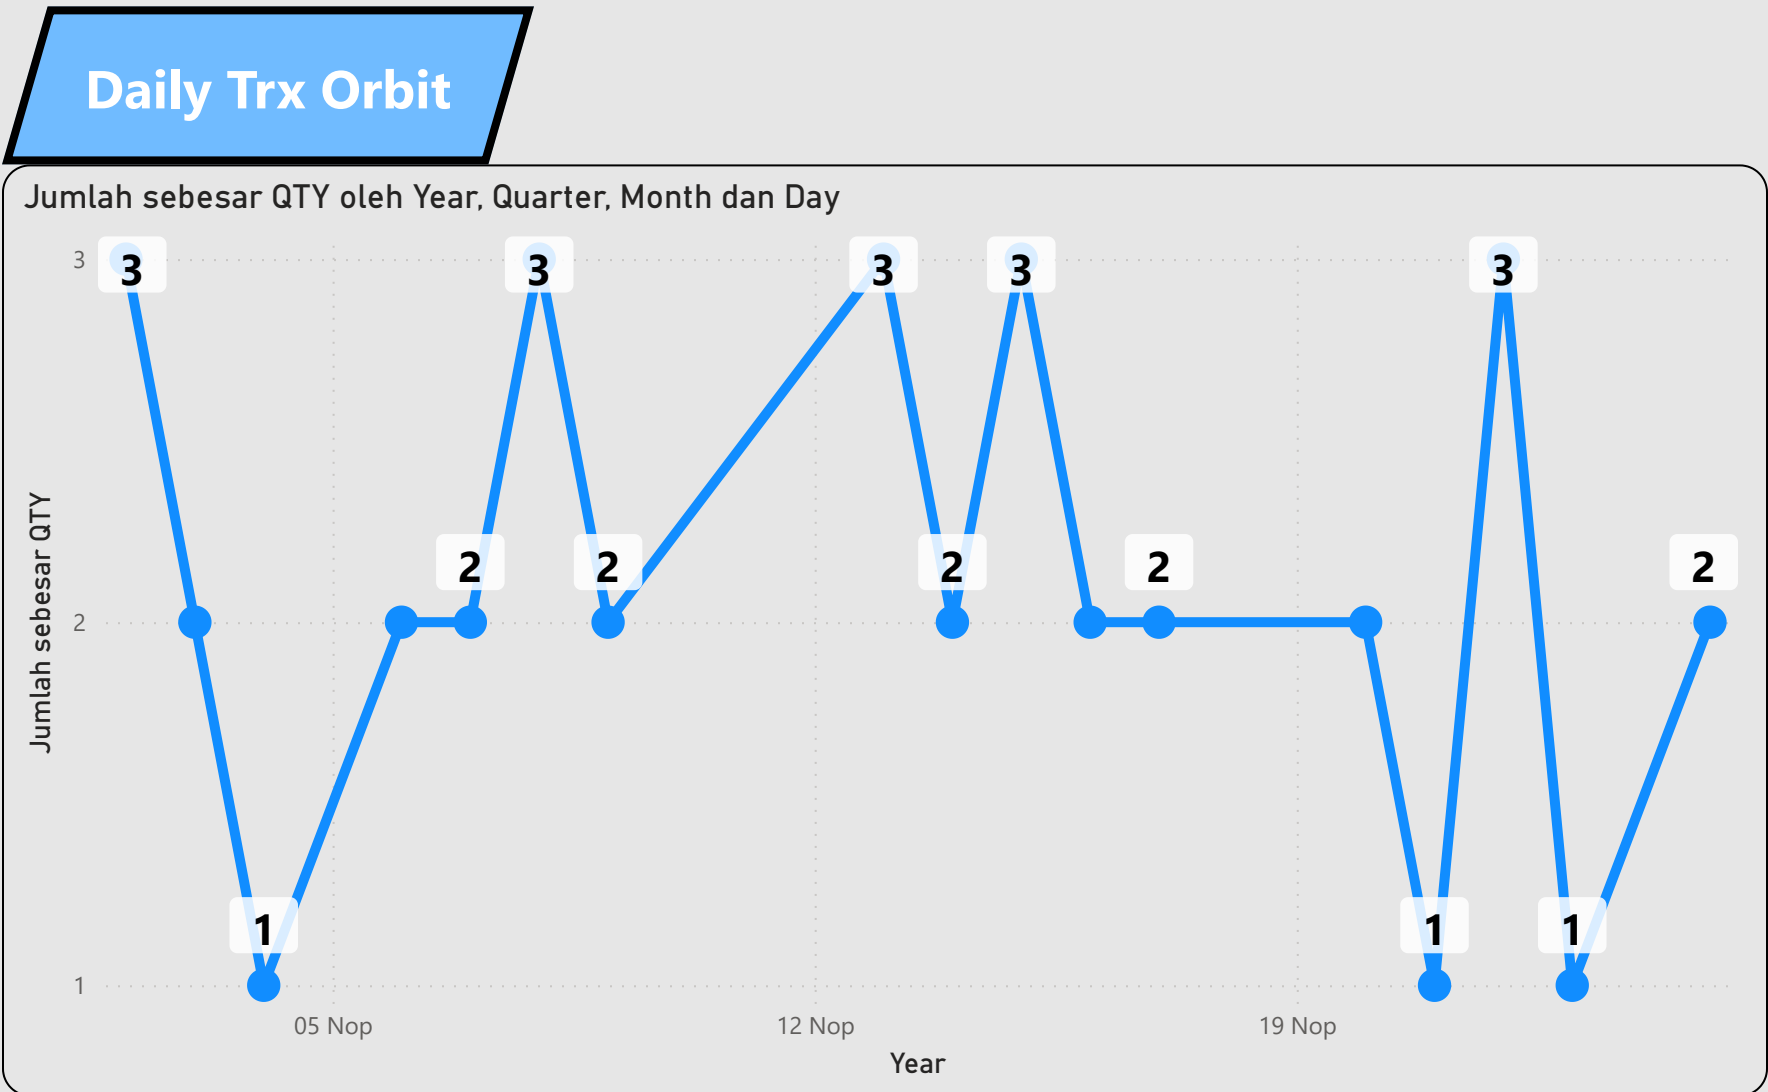 Daily Trx Orbit
Jumlah sebesar QTY oleh Year, Quarter, Month dan Day
Jumlah sebesar QTY
3
2
1
3
1
2
3
2
3
2
3
2
1
3
1
2
05 Nop
12 Nop
19 Nop
Year